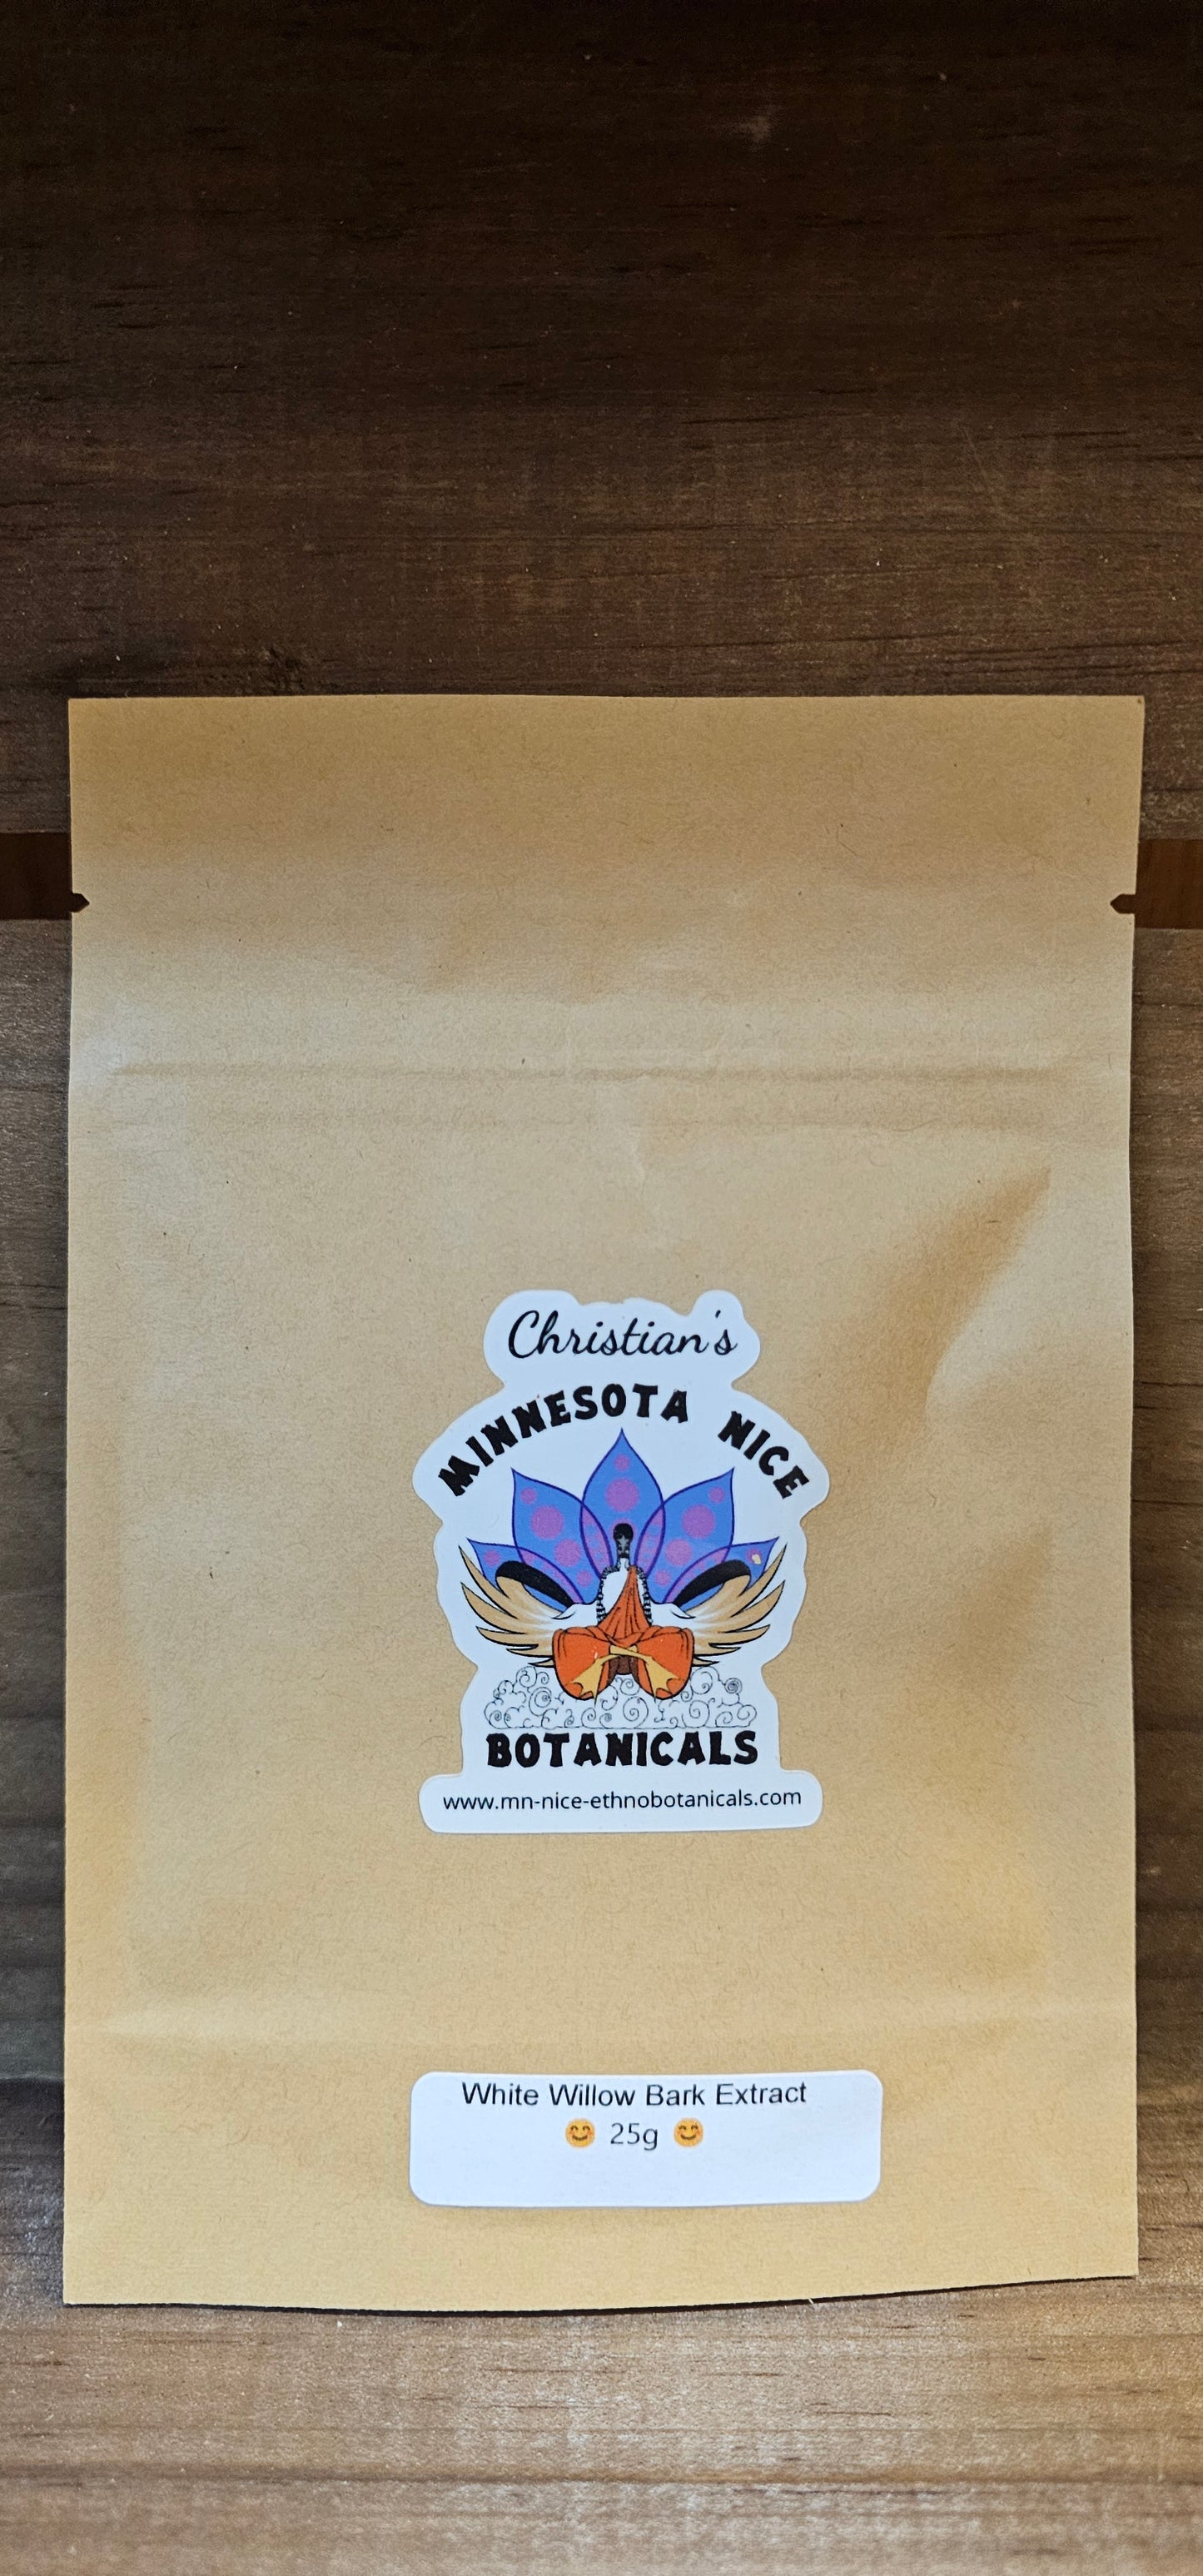 Christian's
MINNESOTA NICE
BOTANICALS
www.mn-nice-ethnobotanicals.com
White Willow Bark Extract
😊 25g 😊